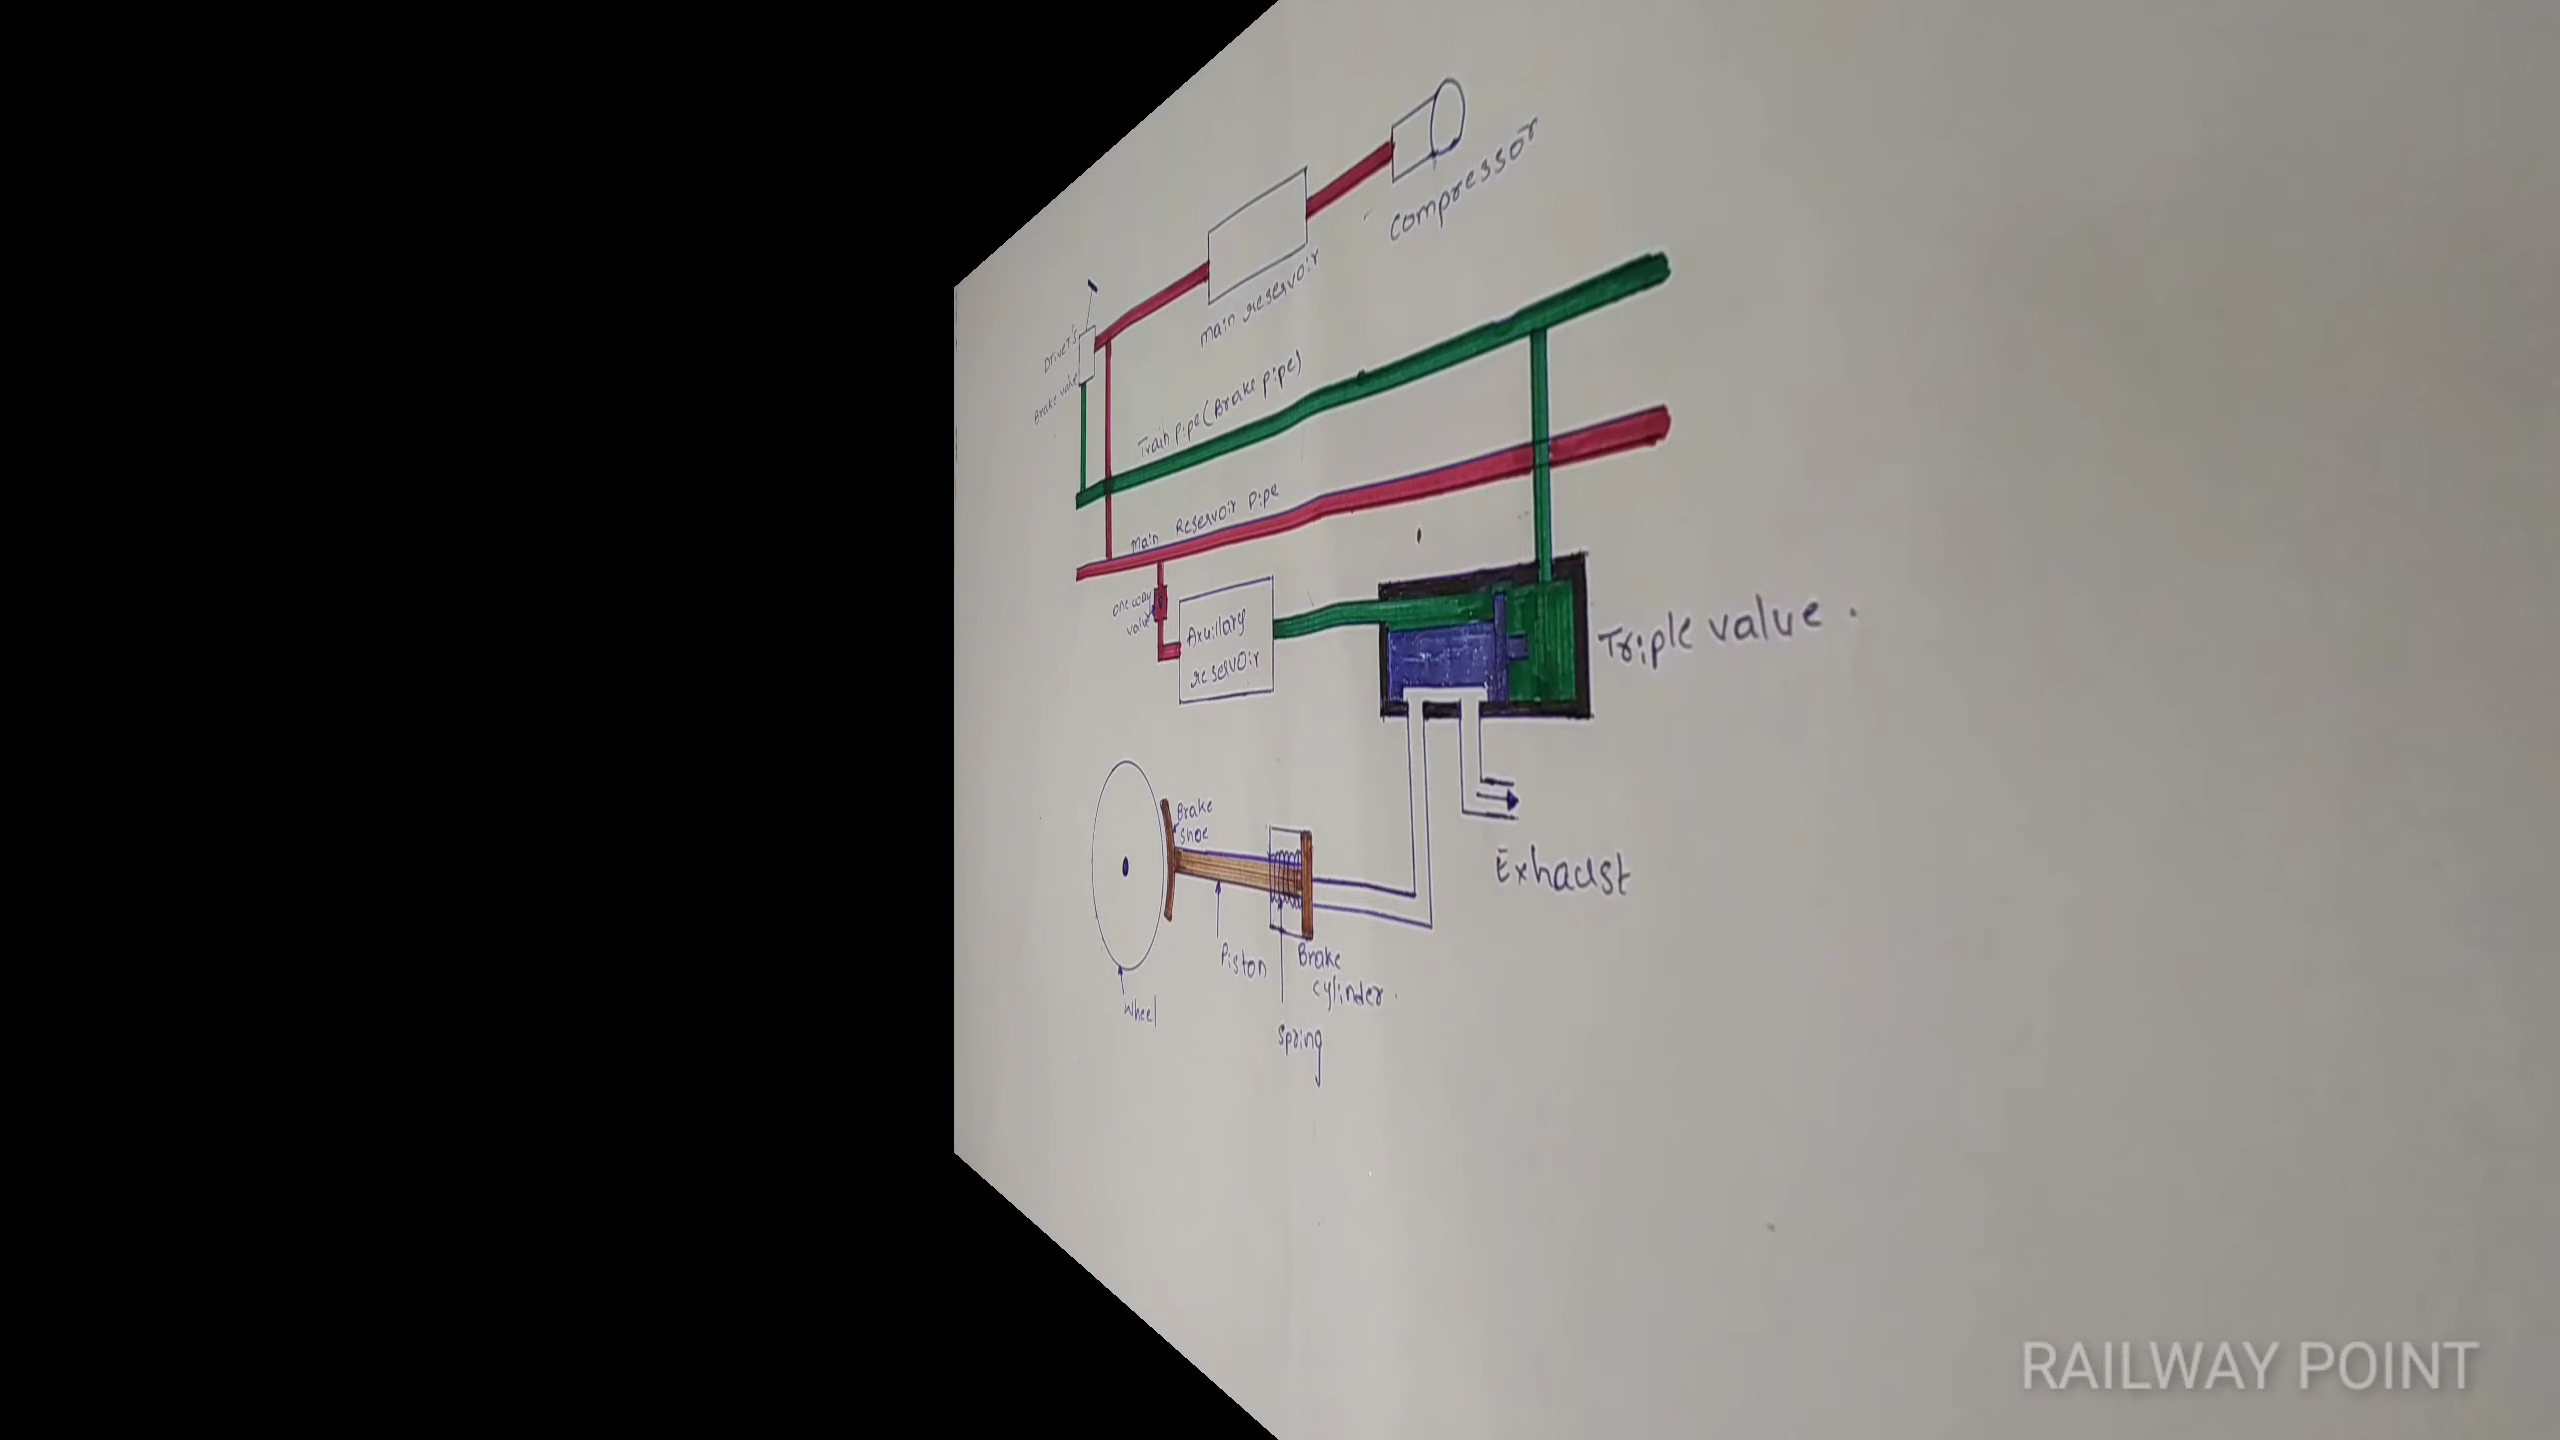 compressor
main reservoir
Driver's
Brake valve
Train pipe (Brake pipe)
Main Reservoir Pipe
one way
valve
Auxillary
reservoir
Triple valve.
Brake
Shoe
Exhaust
Piston
Brake
cylinder.
Wheel
Spring
RAILWAY POINT